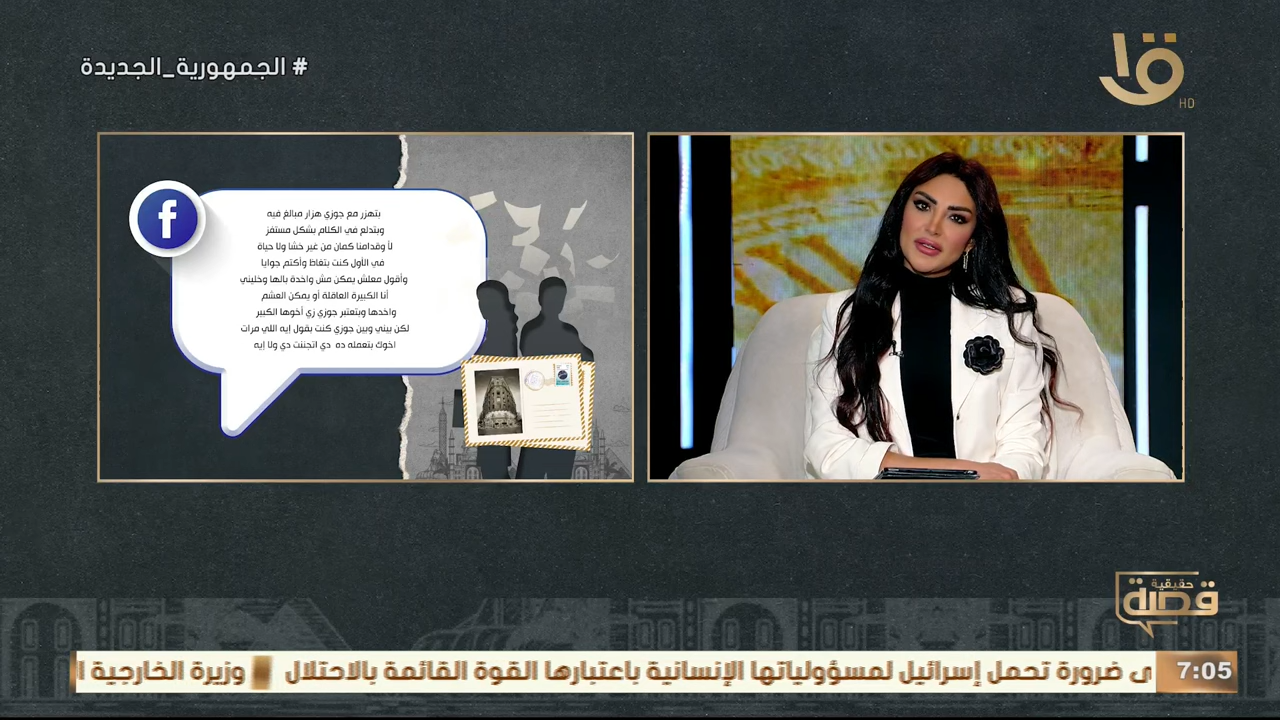 # الجمهورية_الجديدة
HD
f
بتهزر مع جوزي هزار مبالغ فيه
وبتدلع في الكلام بشكل مستفز
لأ وقدامنا كمان من غير خشا ولا حياة
في الأول كنت بتغاظ وأكتم جوايا
وأقول معلش يمكن مش واخدة بالها وخليني
أنا الكبيرة العاقلة أو يمكن العشم
واخدها وبتعتبر جوزي زي أخوها الكبير
لكن بيني وبين جوزي كنت بقول إيه اللي مرات
اخوك بتعمله ده دي اتجننت دي ولا إيه
قصة حقيقية
ى ضرورة تحمل إسرائيل لمسؤولياتها الإنسانية باعتبارها القوة القائمة بالاحتلال
وزيرة الخارجية ا
7:05